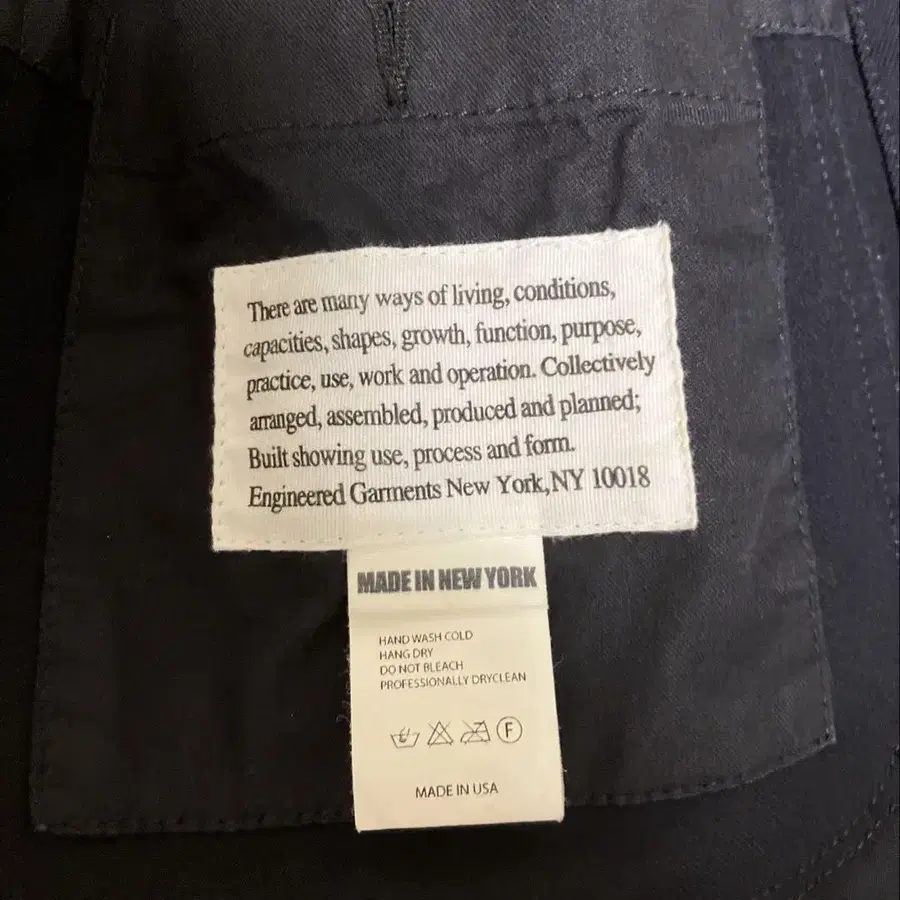 There are many ways of living, conditions,
capacities, shapes, growth, function, purpose,
practice, use, work and operation. Collectively
arranged, assembled, produced and planned;
Built showing use, process and form.
Engineered Garments New York, NY 10018
MADE IN NEW YORK
HAND WASH COLD
HANG DRY
DO NOT BLEACH
PROFESSIONALLY DRYCLEAN
F
MADE IN USA